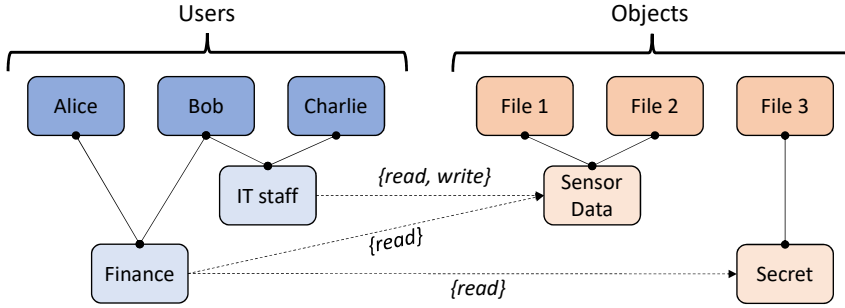 Users
Objects
Alice
Bob
Charlie
File 1
File 2
File 3
IT staff
{read, write}
Sensor
Data
{read}
Finance
{read}
Secret